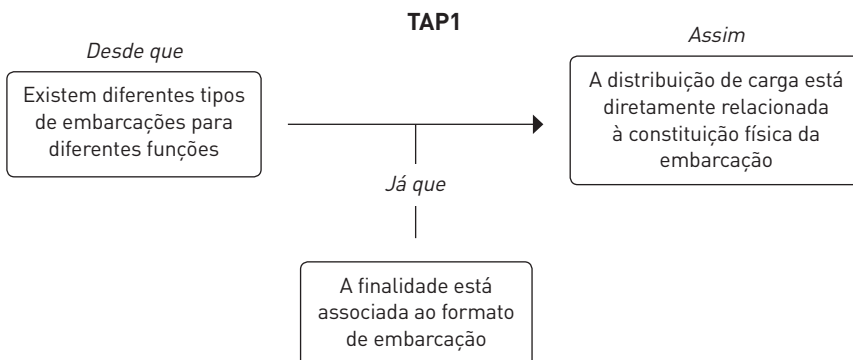 TAP1
Desde que
Existem diferentes tipos
de embarcações para
diferentes funções
Assim
A distribuição de carga está
diretamente relacionada
à constituição física da
embarcação
Já que
A finalidade está
associada ao formato
de embarcação